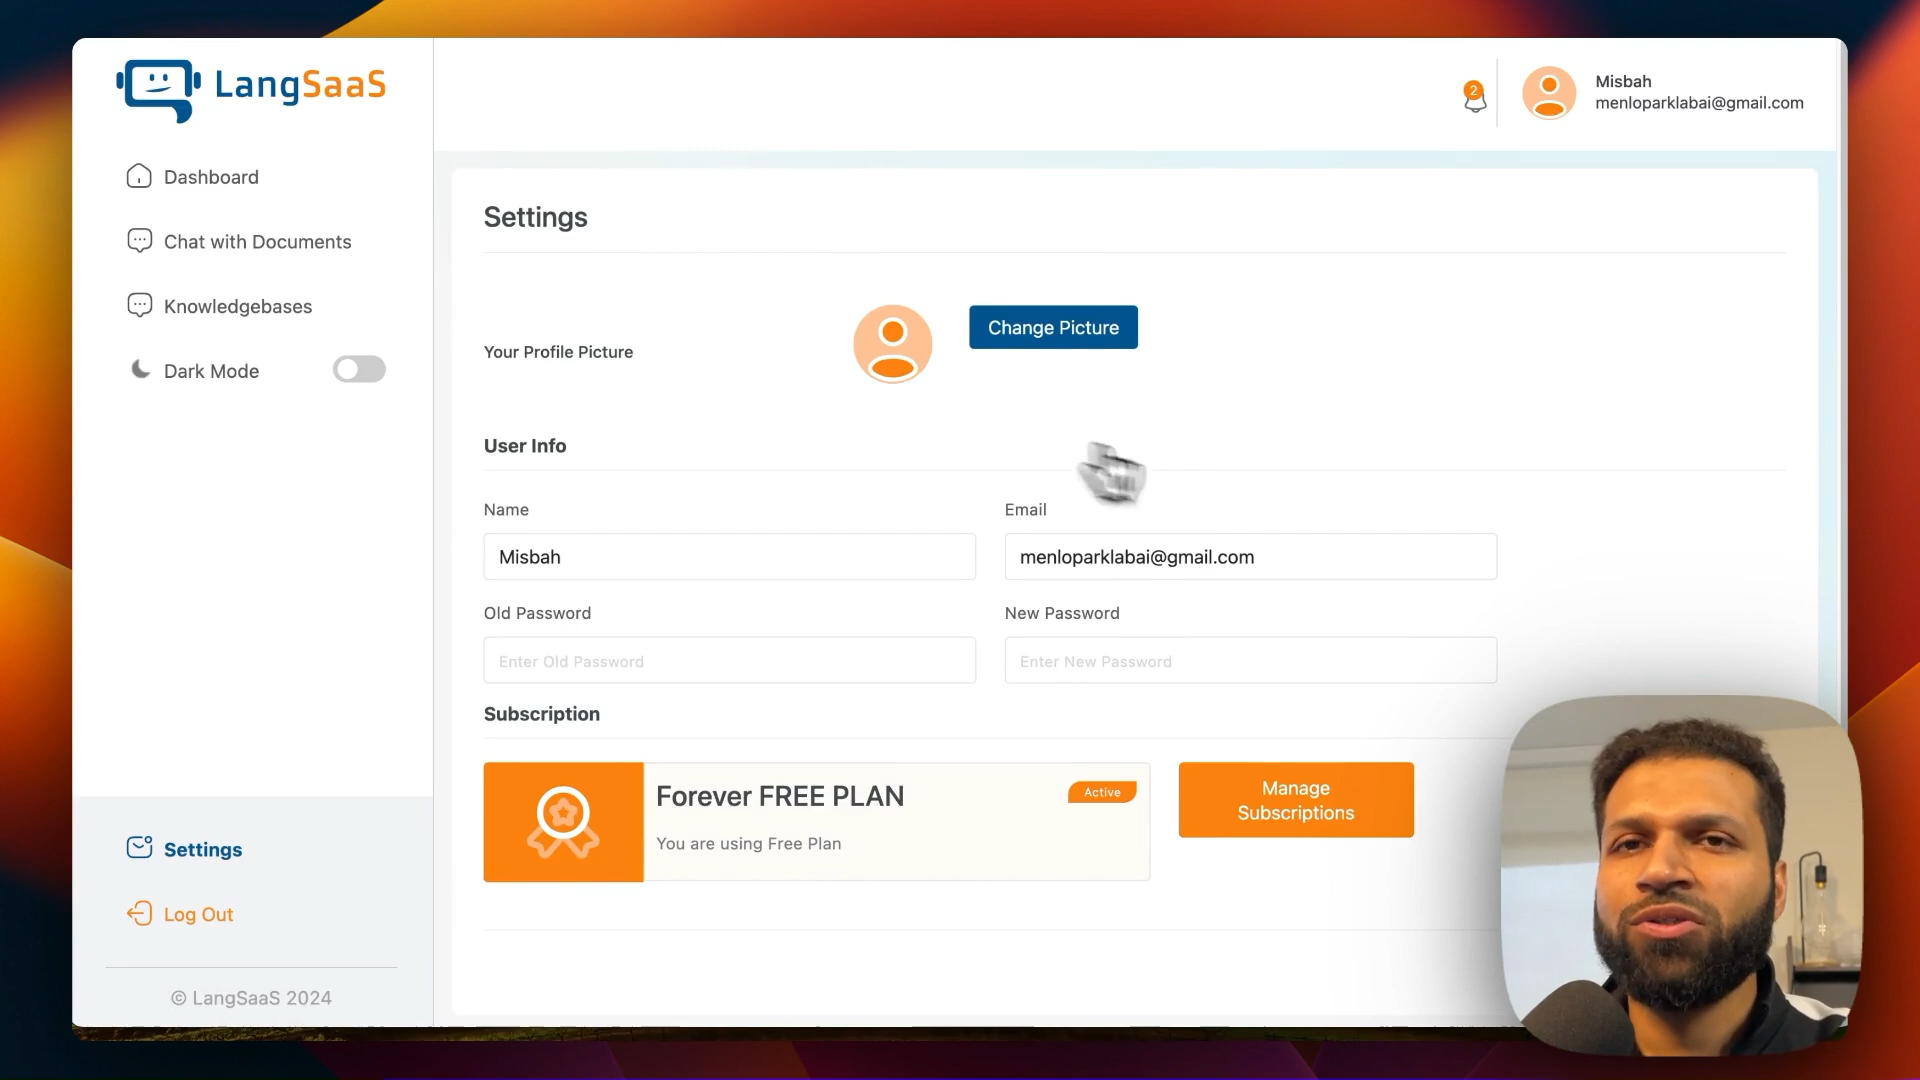 LangSaaS
2
Misbah
menloparklabai@gmail.com
Dashboard
Chat with Documents
Knowledgebases
Dark Mode
Settings
Log Out
© LangSaaS 2024
Settings
Your Profile Picture
Change Picture
User Info
Name
Email
Misbah
menloparklabai@gmail.com
Old Password
New Password
Enter Old Password
Enter New Password
Subscription
Forever FREE PLAN
Active
You are using Free Plan
Manage
Subscriptions